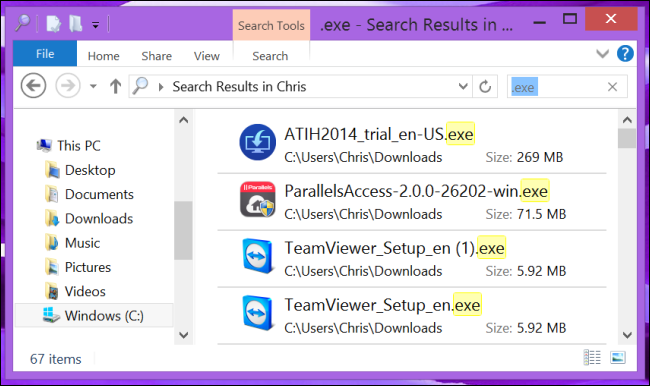 Search Tools
.exe - Search Results in ...
File
Home
Share
View
Search
Search Results in Chris
.exe
This PC
Desktop
Documents
Downloads
Music
Pictures
Videos
Windows (C:)
ATIH2014_trial_en-US.exe
C:\Users\Chris\Downloads Size: 269 MB
Parallels
ParallelsAccess-2.0.0-26202-win.exe
C:\Users\Chris\Downloads Size: 71.5 MB
TeamViewer_Setup_en (1).exe
C:\Users\Chris\Downloads Size: 5.92 MB
TeamViewer_Setup_en.exe
C:\Users\Chris\Downloads Size: 5.92 MB
67 items